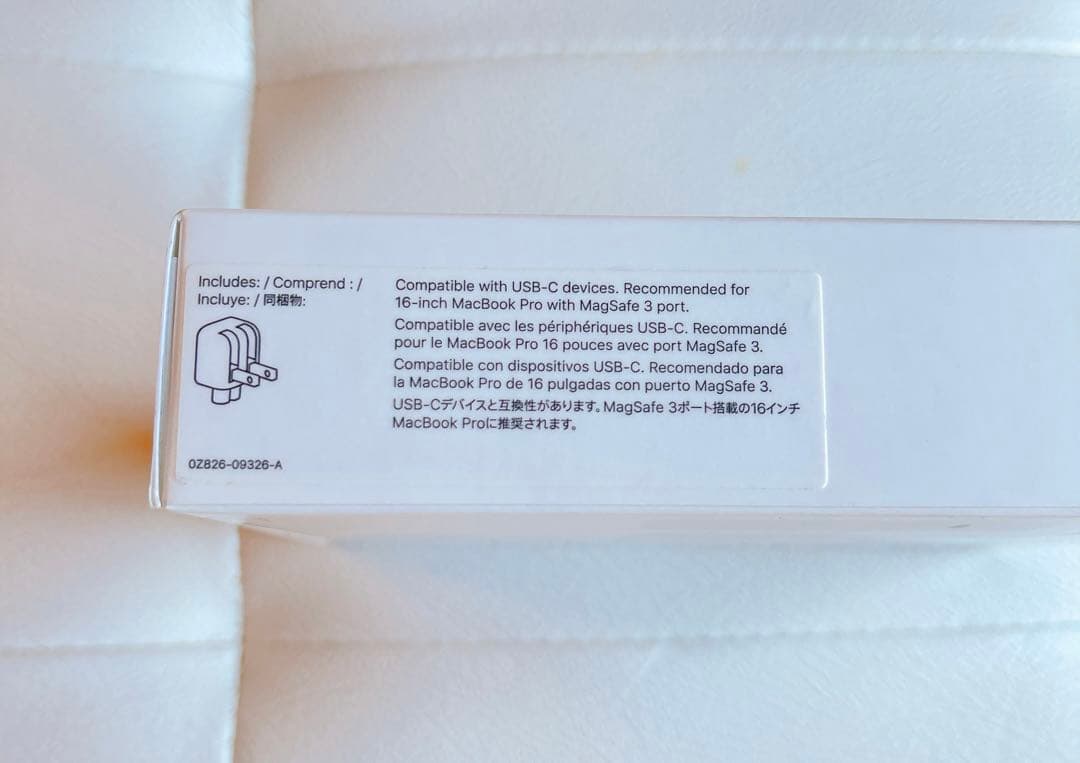 Includes: / Comprend : /
Incluye: / 同梱物:
Compatible with USB-C devices. Recommended for
16-inch MacBook Pro with MagSafe 3 port.
Compatible avec les périphériques USB-C. Recommandé
pour le MacBook Pro 16 pouces avec port MagSafe 3.
Compatible con dispositivos USB-C. Recomendado para
la MacBook Pro de 16 pulgadas con puerto MagSafe 3.
USB-Cデバイスと互換性があります。MagSafe 3ポート搭載の16インチ
MacBook Proに推奨されます。
0Z826-09326-A